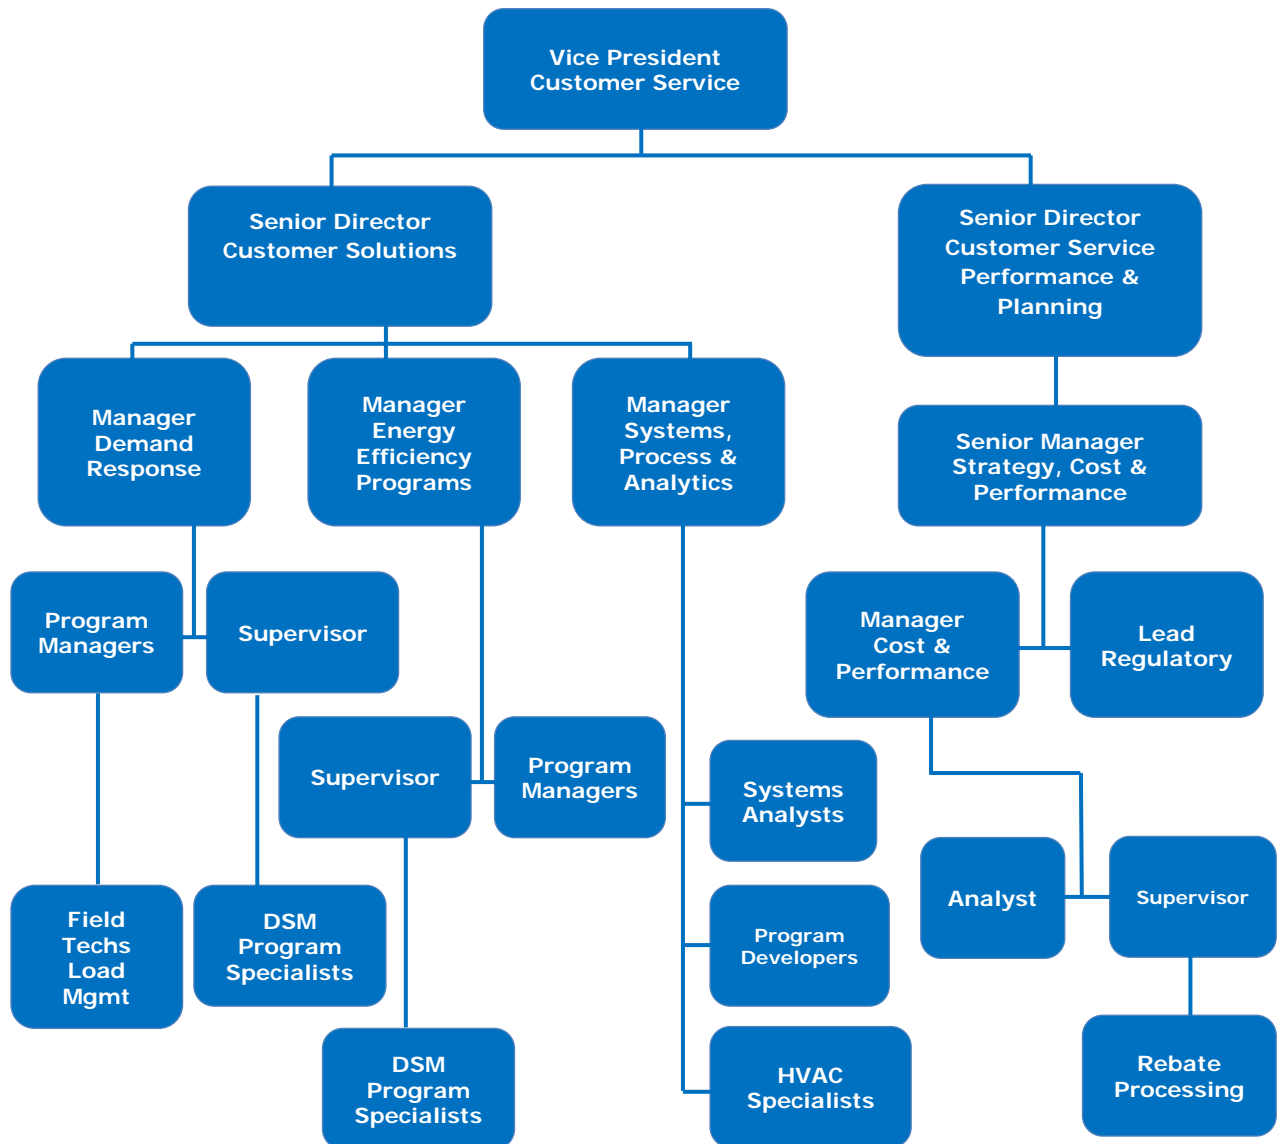 Vice President
Customer Service
Senior Director
Customer Solutions
Senior Director
Customer Service
Performance &
Planning
Manager
Demand
Response
Manager
Energy
Efficiency
Programs
Manager
Systems,
Process &
Analytics
Senior Manager
Strategy, Cost &
Performance
Program
Managers
Supervisor
Manager
Cost &
Performance
Lead
Regulatory
Supervisor
Program
Managers
Systems
Analysts
Analyst
Supervisor
Field
Techs
Load
Mgmt
DSM
Program
Specialists
Program
Developers
DSM
Program
Specialists
HVAC
Specialists
Rebate
Processing